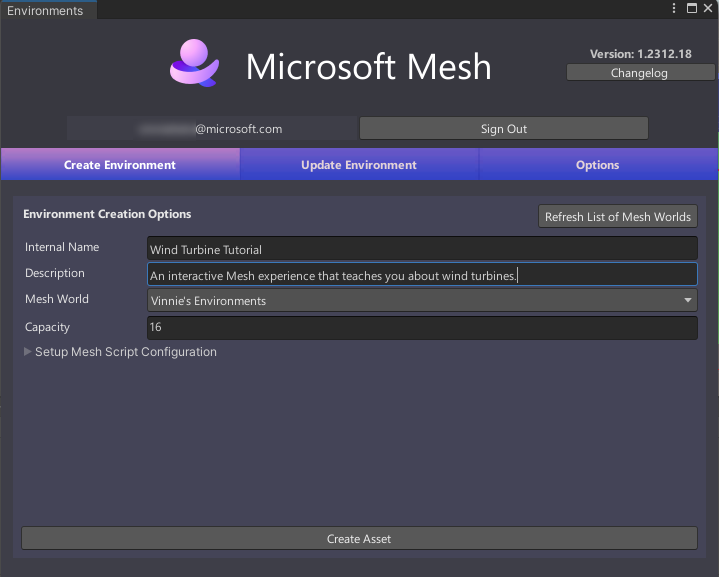 Environments
Microsoft Mesh
Version: 1.2312.18
Changelog
@microsoft.com
Sign Out
Create Environment Update Environment Options
Environment Creation Options
Refresh List of Mesh Worlds
Internal Name Wind Turbine Tutorial
Description An interactive Mesh experience that teaches you about wind turbines.
Mesh World Vinnie's Environments
Capacity 16
Setup Mesh Script Configuration
Create Asset